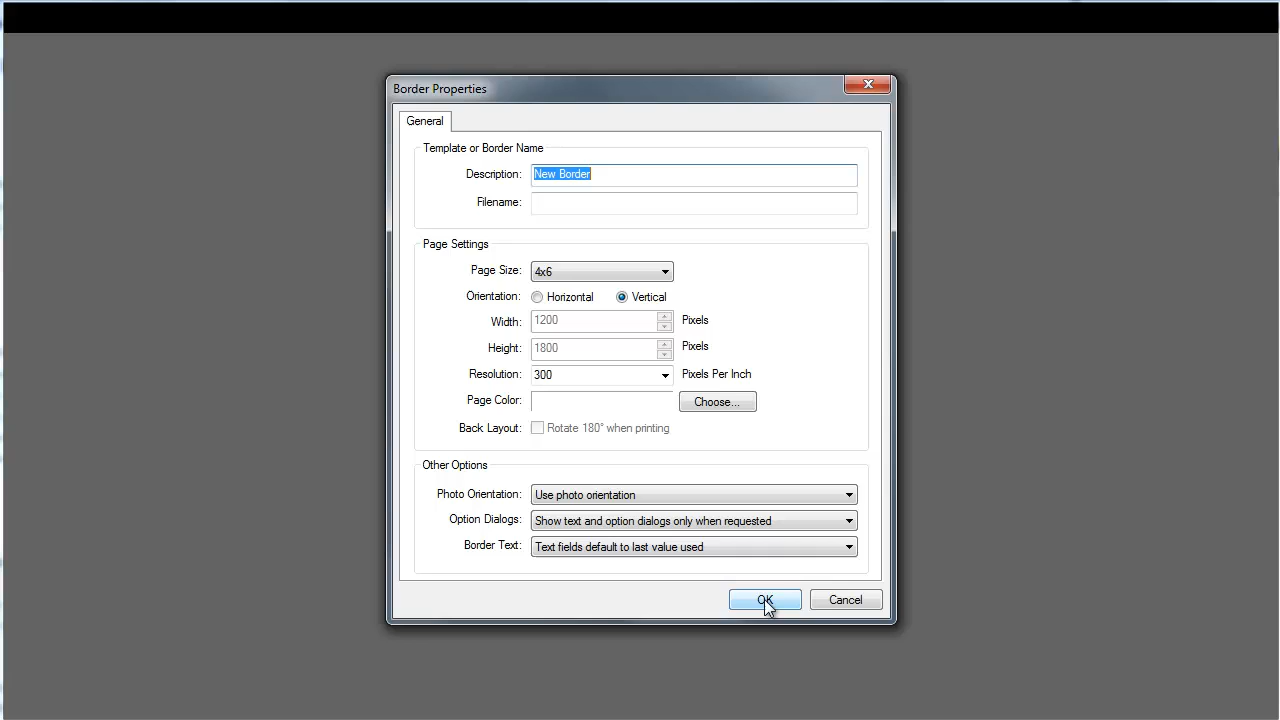 Border Properties
General
Template or Border Name
Description: New Border
Filename:
Page Settings
Page Size: 4x6
Orientation: Horizontal Vertical
Width: 1200 Pixels
Height: 1800 Pixels
Resolution: 300 Pixels Per Inch
Page Color: Choose...
Back Layout: Rotate 180° when printing
Other Options
Photo Orientation: Use photo orientation
Option Dialogs: Show text and option dialogs only when requested
Border Text: Text fields default to last value used
OK Cancel